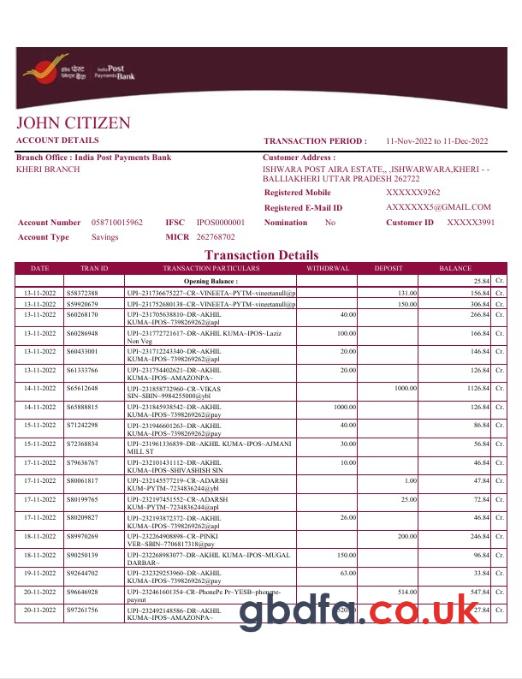 इंडिया पोस्ट India Post
पेमेंट्स बैंक Payments Bank
JOHN CITIZEN
ACCOUNT DETAILS TRANSACTION PERIOD : 11-Nov-2022 to 11-Dec-2022
Branch Office : India Post Payments Bank Customer Address :
KHERI BRANCH ISHWARA POST AIRA ESTATE,, ,ISHWARWARA,KHERI - -
BALLIAKHERI UTTAR PRADESH 262722
Registered Mobile XXXXXX9262
Registered E-Mail ID AXXXXXX5@GMAIL.COM
Account Number 058710015962 IFSC IPOS0000001 Nomination No Customer ID XXXXX3991
Account Type Savings MICR 262768702
Transaction Details
DATE TRAN ID TRANSACTION PARTICULARS WITHDRWAL DEPOSIT BALANCE
Opening Balance : 25.84 Cr.
13-11-2022 S58372388 UPI~231736675227~CR~VINEETA~PYTM~vineetanull@p 131.00 156.84 Cr.
13-11-2022 S59920679 UPI~231752680138~CR~VINEETA~PYTM~vineetanull@p 150.00 306.84 Cr.
13-11-2022 S60268170 UPI~231705638810~DR~AKHIL 40.00 266.84 Cr.
KUMA~IPOS~7398269262@apl
13-11-2022 S60286948 UPI~231772721617~DR~AKHIL KUMA~IPOS~Laziz 100.00 166.84 Cr.
Non Veg
13-11-2022 S60433001 UPI~231712243340~DR~AKHIL 20.00 146.84 Cr.
KUMA~IPOS~7398269262@apl
13-11-2022 S61333766 UPI~231754402621~DR~AKHIL 20.00 126.84 Cr.
KUMA~IPOS~AMAZONPA~
14-11-2022 S65612648 UPI~231858732960~CR~VIKAS 1000.00 1126.84 Cr.
SIN~SBIN~9984255000@ybl
14-11-2022 S65888815 UPI~231845938542~DR~AKHIL 1000.00 126.84 Cr.
KUMA~IPOS~7398269262@pay
15-11-2022 S71242298 UPI~231946601263~DR~AKHIL 40.00 86.84 Cr.
KUMA~IPOS~7398269262@pay
15-11-2022 S72368834 UPI~231961336839~DR~AKHIL KUMA~IPOS~AJMANI 30.00 56.84 Cr.
MILL ST
17-11-2022 S79636767 UPI~232101431112~DR~AKHIL 10.00 46.84 Cr.
KUMA~IPOS~SHIVASHISH SIN
17-11-2022 S80061817 UPI~232145577219~CR~ADARSH 1.00 47.84 Cr.
KUM~PYTM~7234836244@ybl
17-11-2022 S80199765 UPI~232197451552~CR~ADARSH 25.00 72.84 Cr.
KUM~PYTM~7234836244@apl
17-11-2022 S80209827 UPI~232193872372~DR~AKHIL 26.00 46.84 Cr.
KUMA~IPOS~7398269262@apl
18-11-2022 S89970269 UPI~232264908898~CR~PINKI 200.00 246.84 Cr.
VER~SBIN~7706817318@pay
18-11-2022 S90250139 UPI~232268983077~DR~AKHIL KUMA~IPOS~MUGAL 150.00 96.84 Cr.
DARBAR~
19-11-2022 S92644702 UPI~232329253960~DR~AKHIL 63.00 33.84 Cr.
KUMA~IPOS~7398269262@pay
20-11-2022 S96646928 UPI~232461601354~CR~PhonePe Pr~YESB~phonepe- 514.00 547.84 Cr.
payout
20-11-2022 S97261756 UPI~232492148586~DR~AKHIL 27.84 Cr.
KUMA~IPOS~AMAZONPA~
gbdfa.co.uk